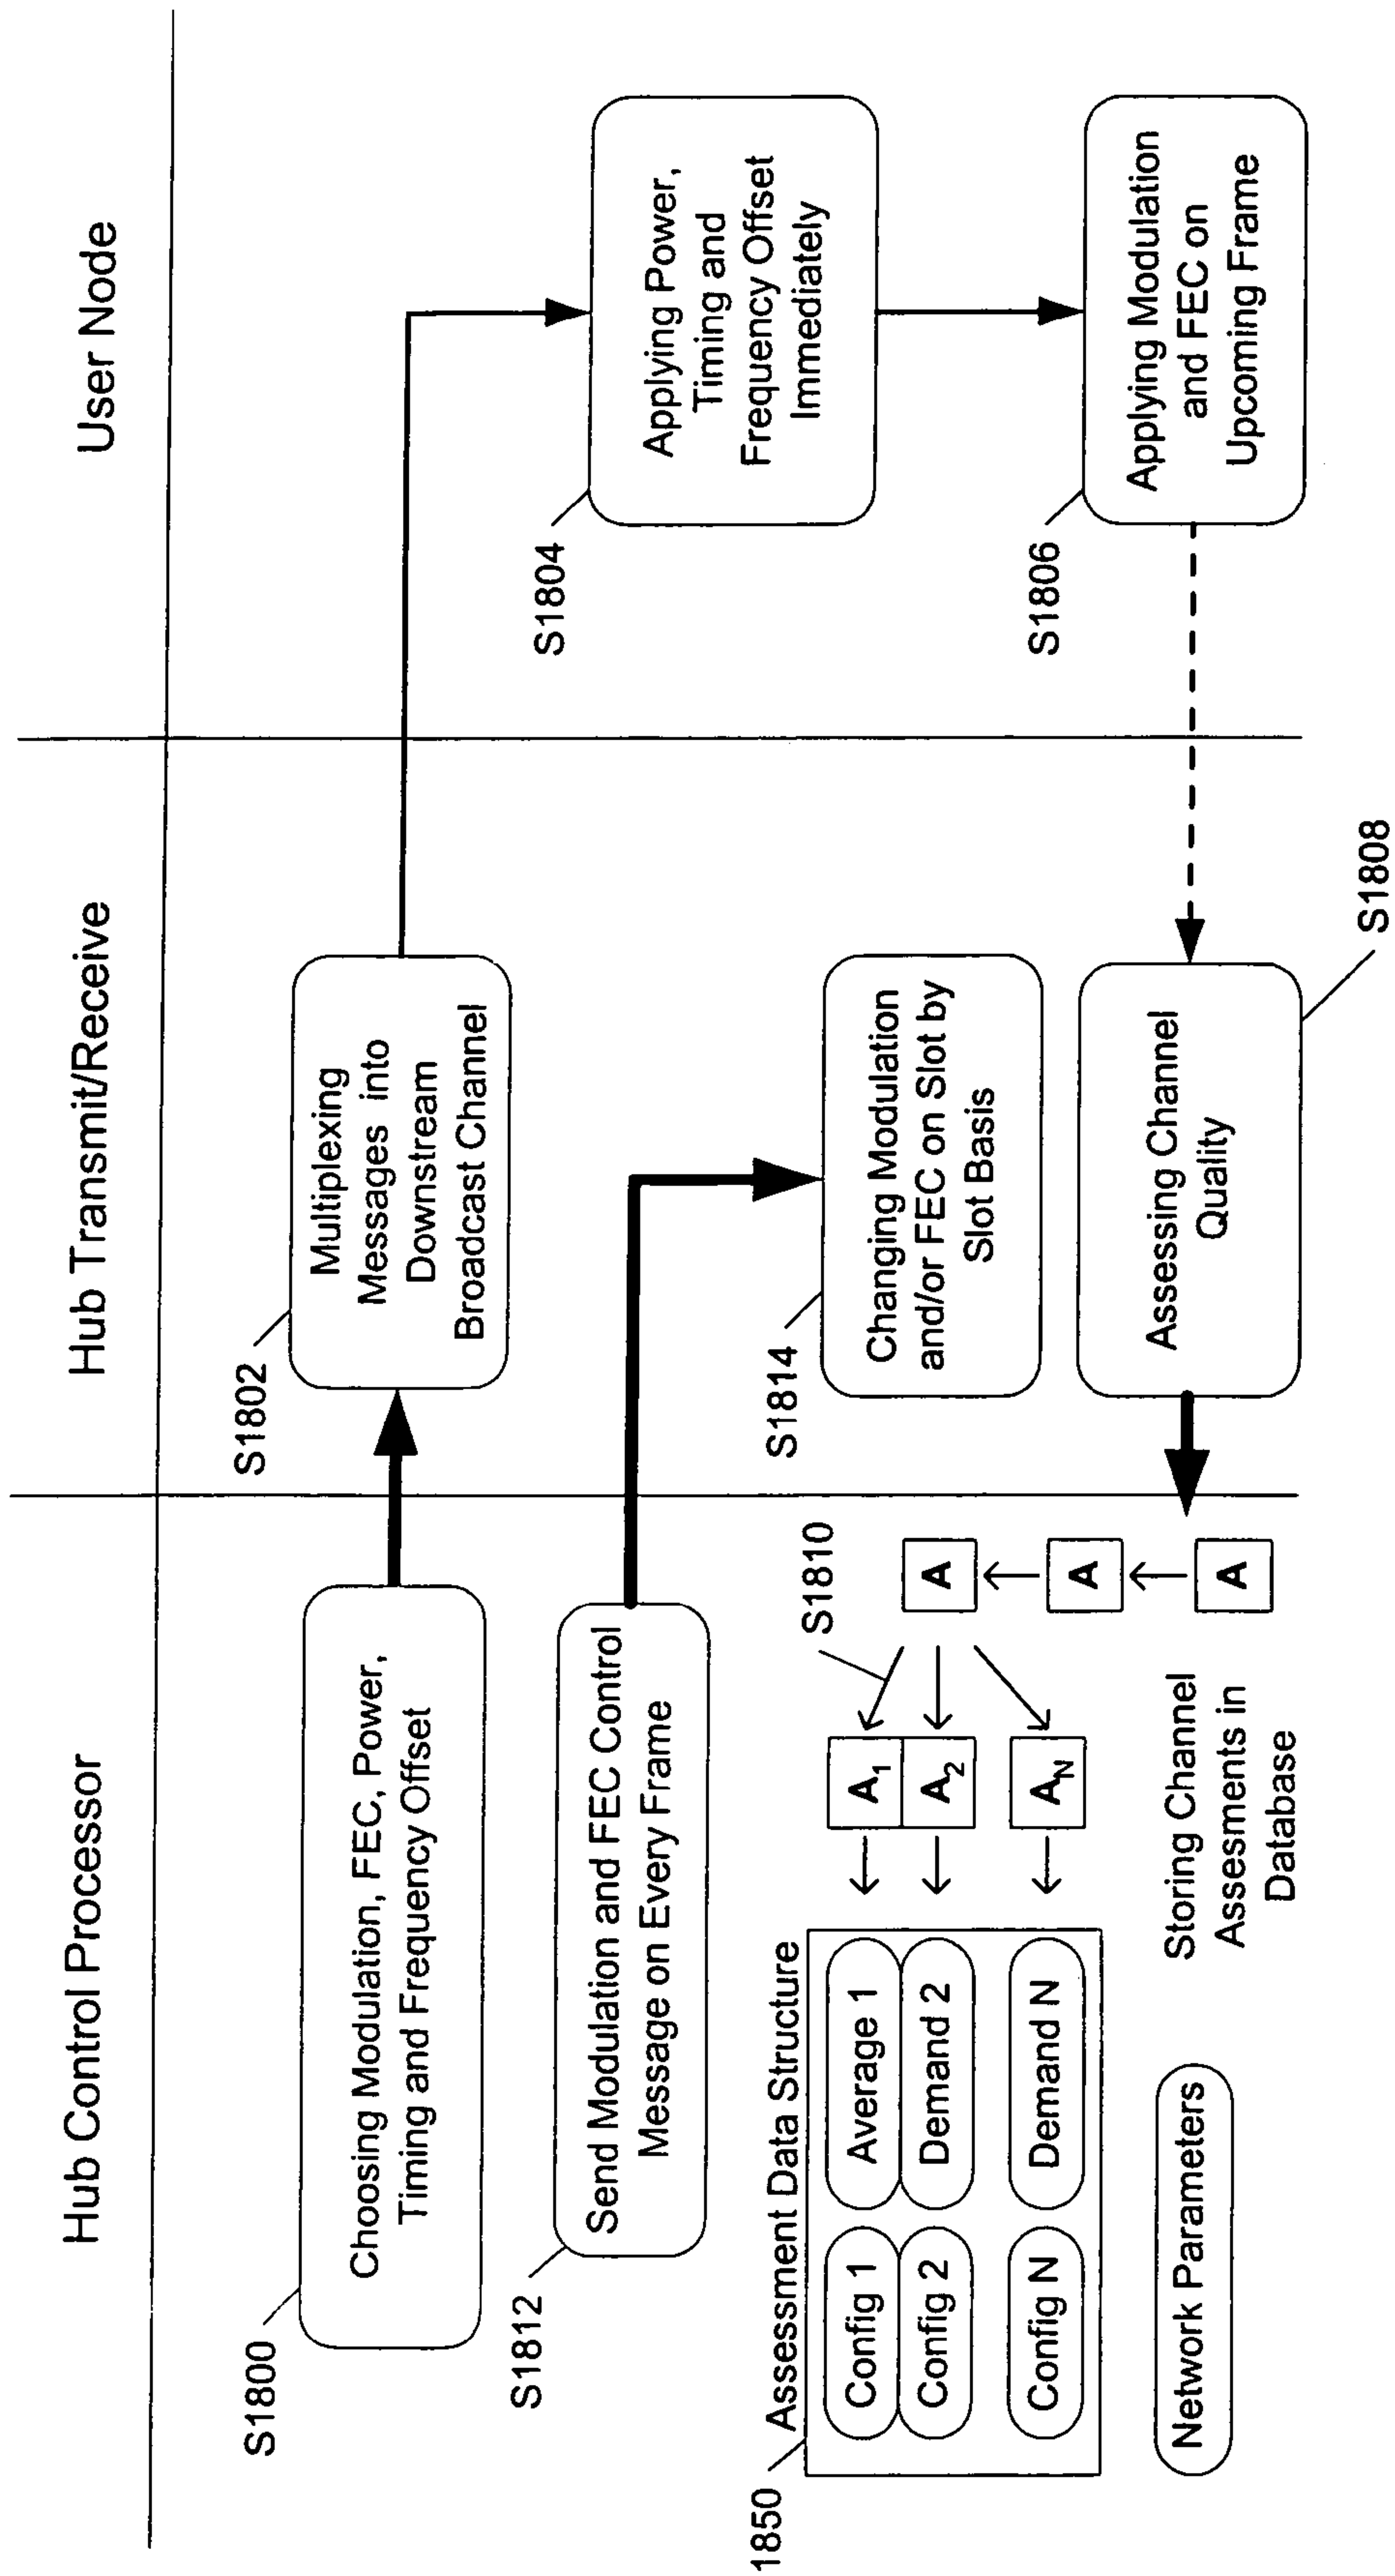 Hub Control Processor
Hub Transmit/Receive
User Node
S1800
Choosing Modulation, FEC, Power,
Timing and Frequency Offset
S1802
Multiplexing
Messages into
Downstream
Broadcast Channel
S1804
Applying Power,
Timing and
Frequency Offset
Immediately
S1812
Send Modulation and FEC Control
Message on Every Frame
S1814
Changing Modulation
and/or FEC on Slot by
Slot Basis
S1806
Applying Modulation
and FEC on
Upcoming Frame
S1808
Assessing Channel
Quality
1850
Assessment Data Structure
Config 1
Average 1
A1
Config 2
Demand 2
A2
Config N
Demand N
AN
S1810
A
A
A
Storing Channel
Assesments in
Database
Network Parameters